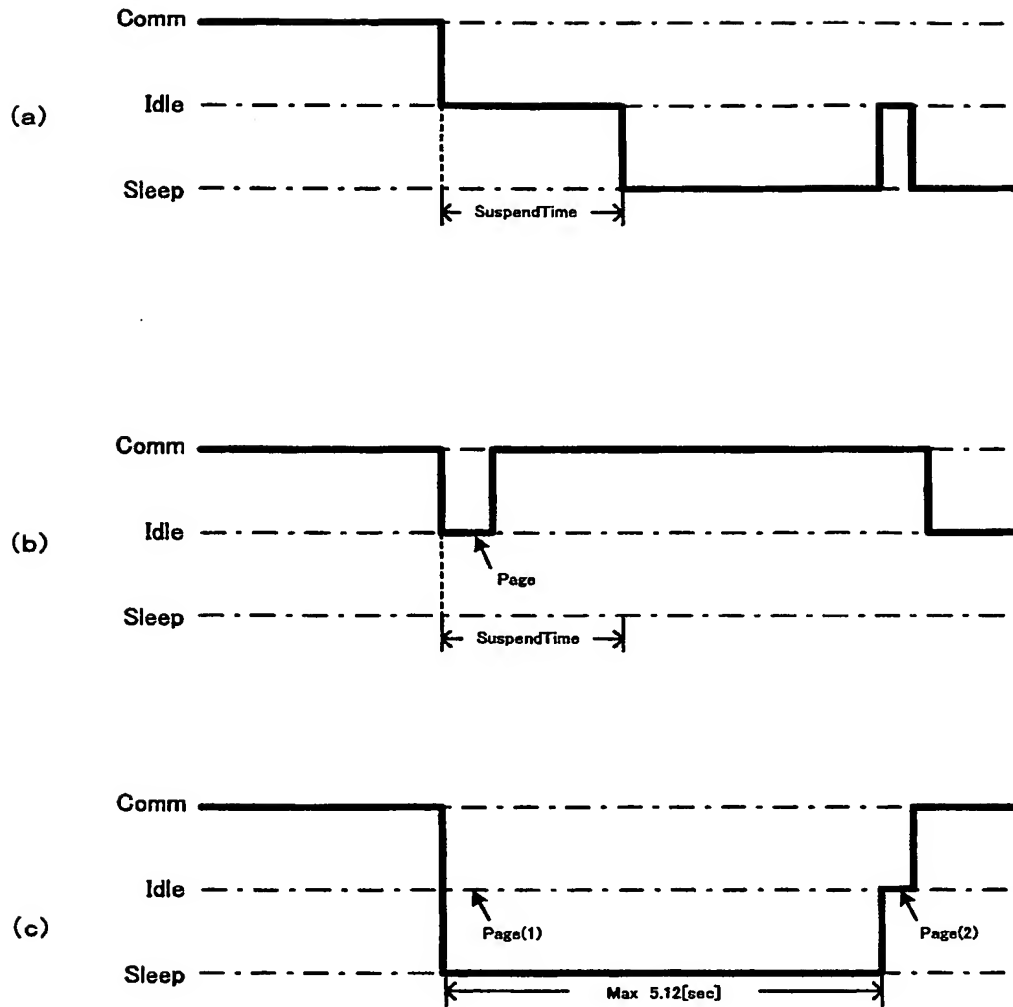 (a)
Comm
Idle
Sleep
SuspendTime
(b)
Comm
Idle
Page
Sleep
SuspendTime
(c)
Comm
Idle
Page(1)
Page(2)
Sleep
Max 5.12[sec]